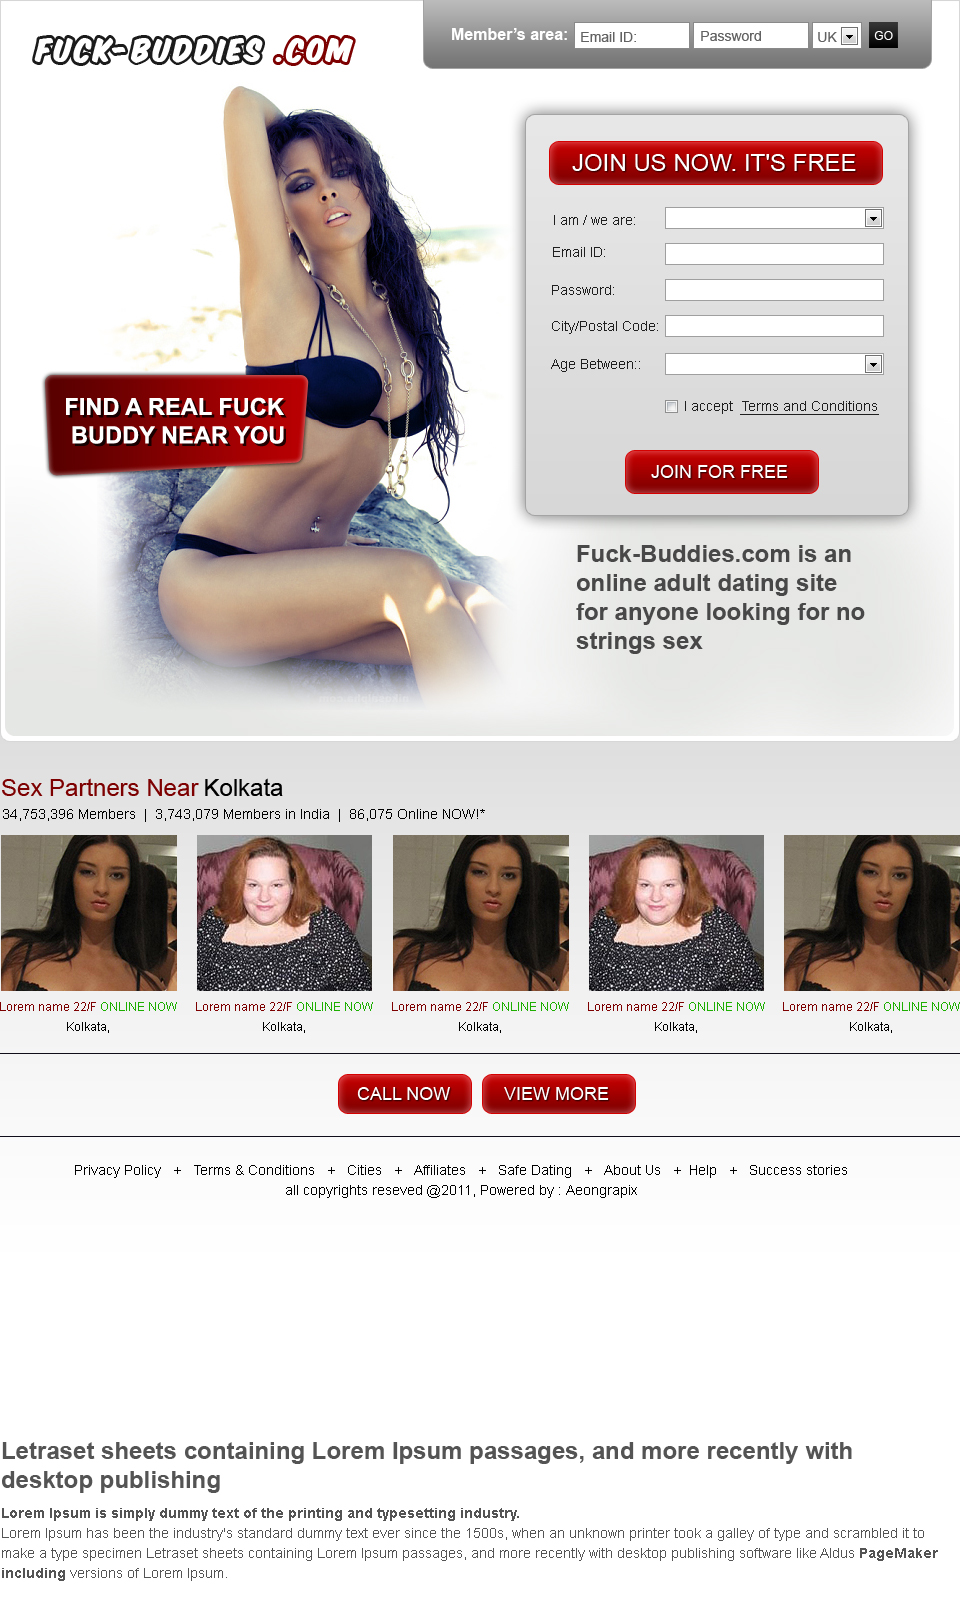 FUCK-BUDDIES .COM
Member's area: Email ID: Password UK GO
JOIN US NOW. IT'S FREE
I am / we are:
Email ID:
Password:
City/Postal Code:
Age Between::
I accept Terms and Conditions
JOIN FOR FREE
FIND A REAL FUCK
BUDDY NEAR YOU
Fuck-Buddies.com is an
online adult dating site
for anyone looking for no
strings sex
Sex Partners Near Kolkata
34,753,396 Members | 3,743,079 Members in India | 86,075 Online NOW!*
Lorem name 22/F ONLINE NOW Lorem name 22/F ONLINE NOW Lorem name 22/F ONLINE NOW Lorem name 22/F ONLINE NOW Lorem name 22/F ONLINE NOW
Kolkata, Kolkata, Kolkata, Kolkata, Kolkata,
CALL NOW VIEW MORE
Privacy Policy + Terms & Conditions + Cities + Affiliates + Safe Dating + About Us + Help + Success stories
all copyrights reseved @2011, Powered by : Aeongrapix
Letraset sheets containing Lorem Ipsum passages, and more recently with
desktop publishing
Lorem Ipsum is simply dummy text of the printing and typesetting industry.
Lorem Ipsum has been the industry's standard dummy text ever since the 1500s, when an unknown printer took a galley of type and scrambled it to
make a type specimen Letraset sheets containing Lorem Ipsum passages, and more recently with desktop publishing software like Aldus PageMaker
including versions of Lorem Ipsum.